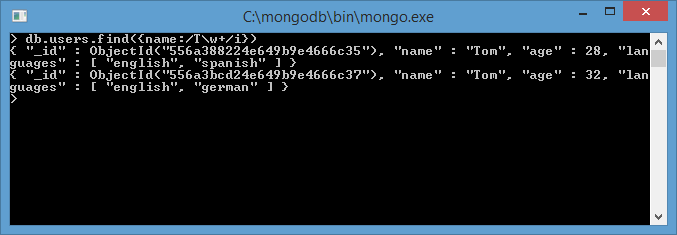 C:\mongodb\bin\mongo.exe
> db.users.find({name:/T\w+/i})
{ "_id" : ObjectId("556a388224e649b9e4666c35"), "name" : "Tom", "age" : 28, "lan
guages" : [ "english", "spanish" ] }
{ "_id" : ObjectId("556a3bcd24e649b9e4666c37"), "name" : "Tom", "age" : 32, "lan
guages" : [ "english", "german" ] }
>